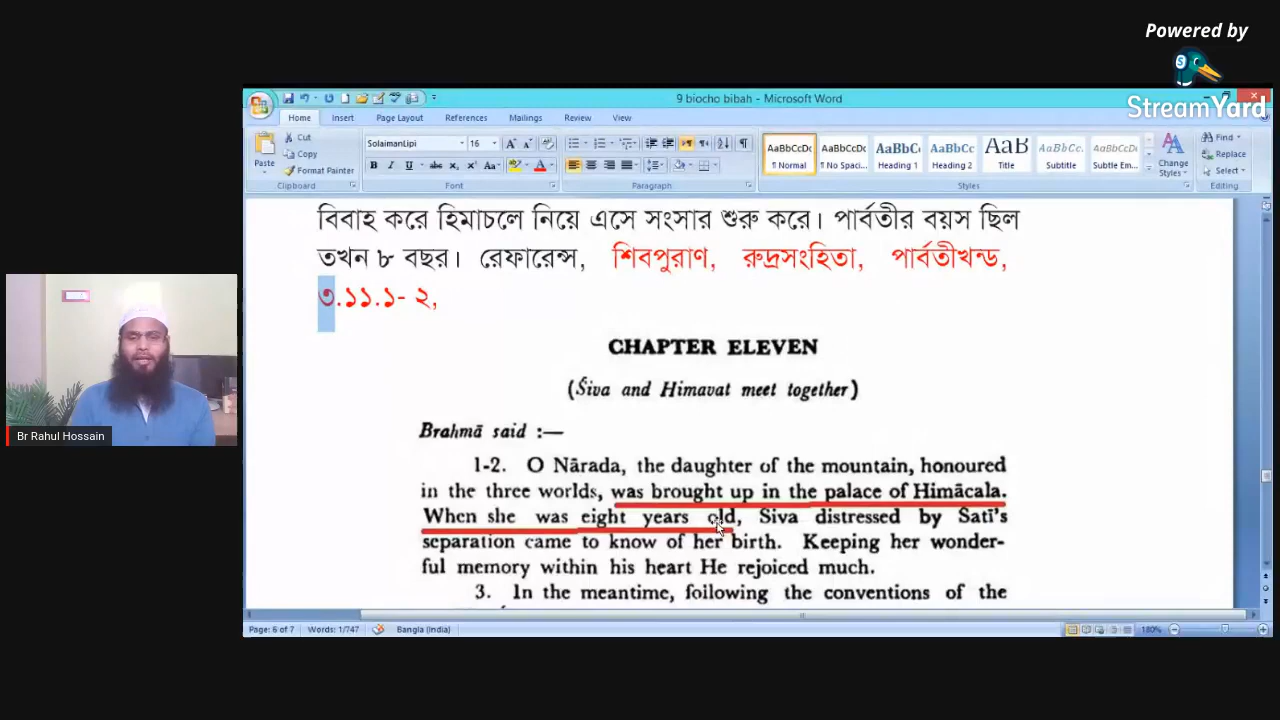 Powered by
StreamYard
9 biocho bibah - Microsoft Word
Home Insert Page Layout References Mailings Review View
Paste
Cut
Copy
Format Painter
Clipboard
SolaimanLipi 16
Font
Paragraph
AaBbCcDc AaBbCcDc AaBbC AaBbCc AaB AaBbCc. AaBbCcDc
¶ Normal ¶ No Spaci... Heading 1 Heading 2 Title Subtitle Subtle Em...
Change Styles
Styles
Find
Replace
Select
Editing
বিবাহ করে হিমাচলে নিয়ে এসে সংসার শুরু করে। পার্বতীর বয়স ছিল
তখন ৮ বছর। রেফারেন্স, শিবপুরাণ, রুদ্রসংহিতা, পার্বতীখন্ড,
৩.১১.১- ২,
CHAPTER ELEVEN
(Śiva and Himavat meet together)
Brahmā said :—
1-2. O Nārada, the daughter of the mountain, honoured
in the three worlds, was brought up in the palace of Himācala.
When she was eight years old, Śiva distressed by Satī's
separation came to know of her birth. Keeping her wonder-
ful memory within his heart He rejoiced much.
3. In the meantime, following the conventions of the
Br Rahul Hossain
Page: 6 of 7 Words: 1/747 Bangla (India) 180%